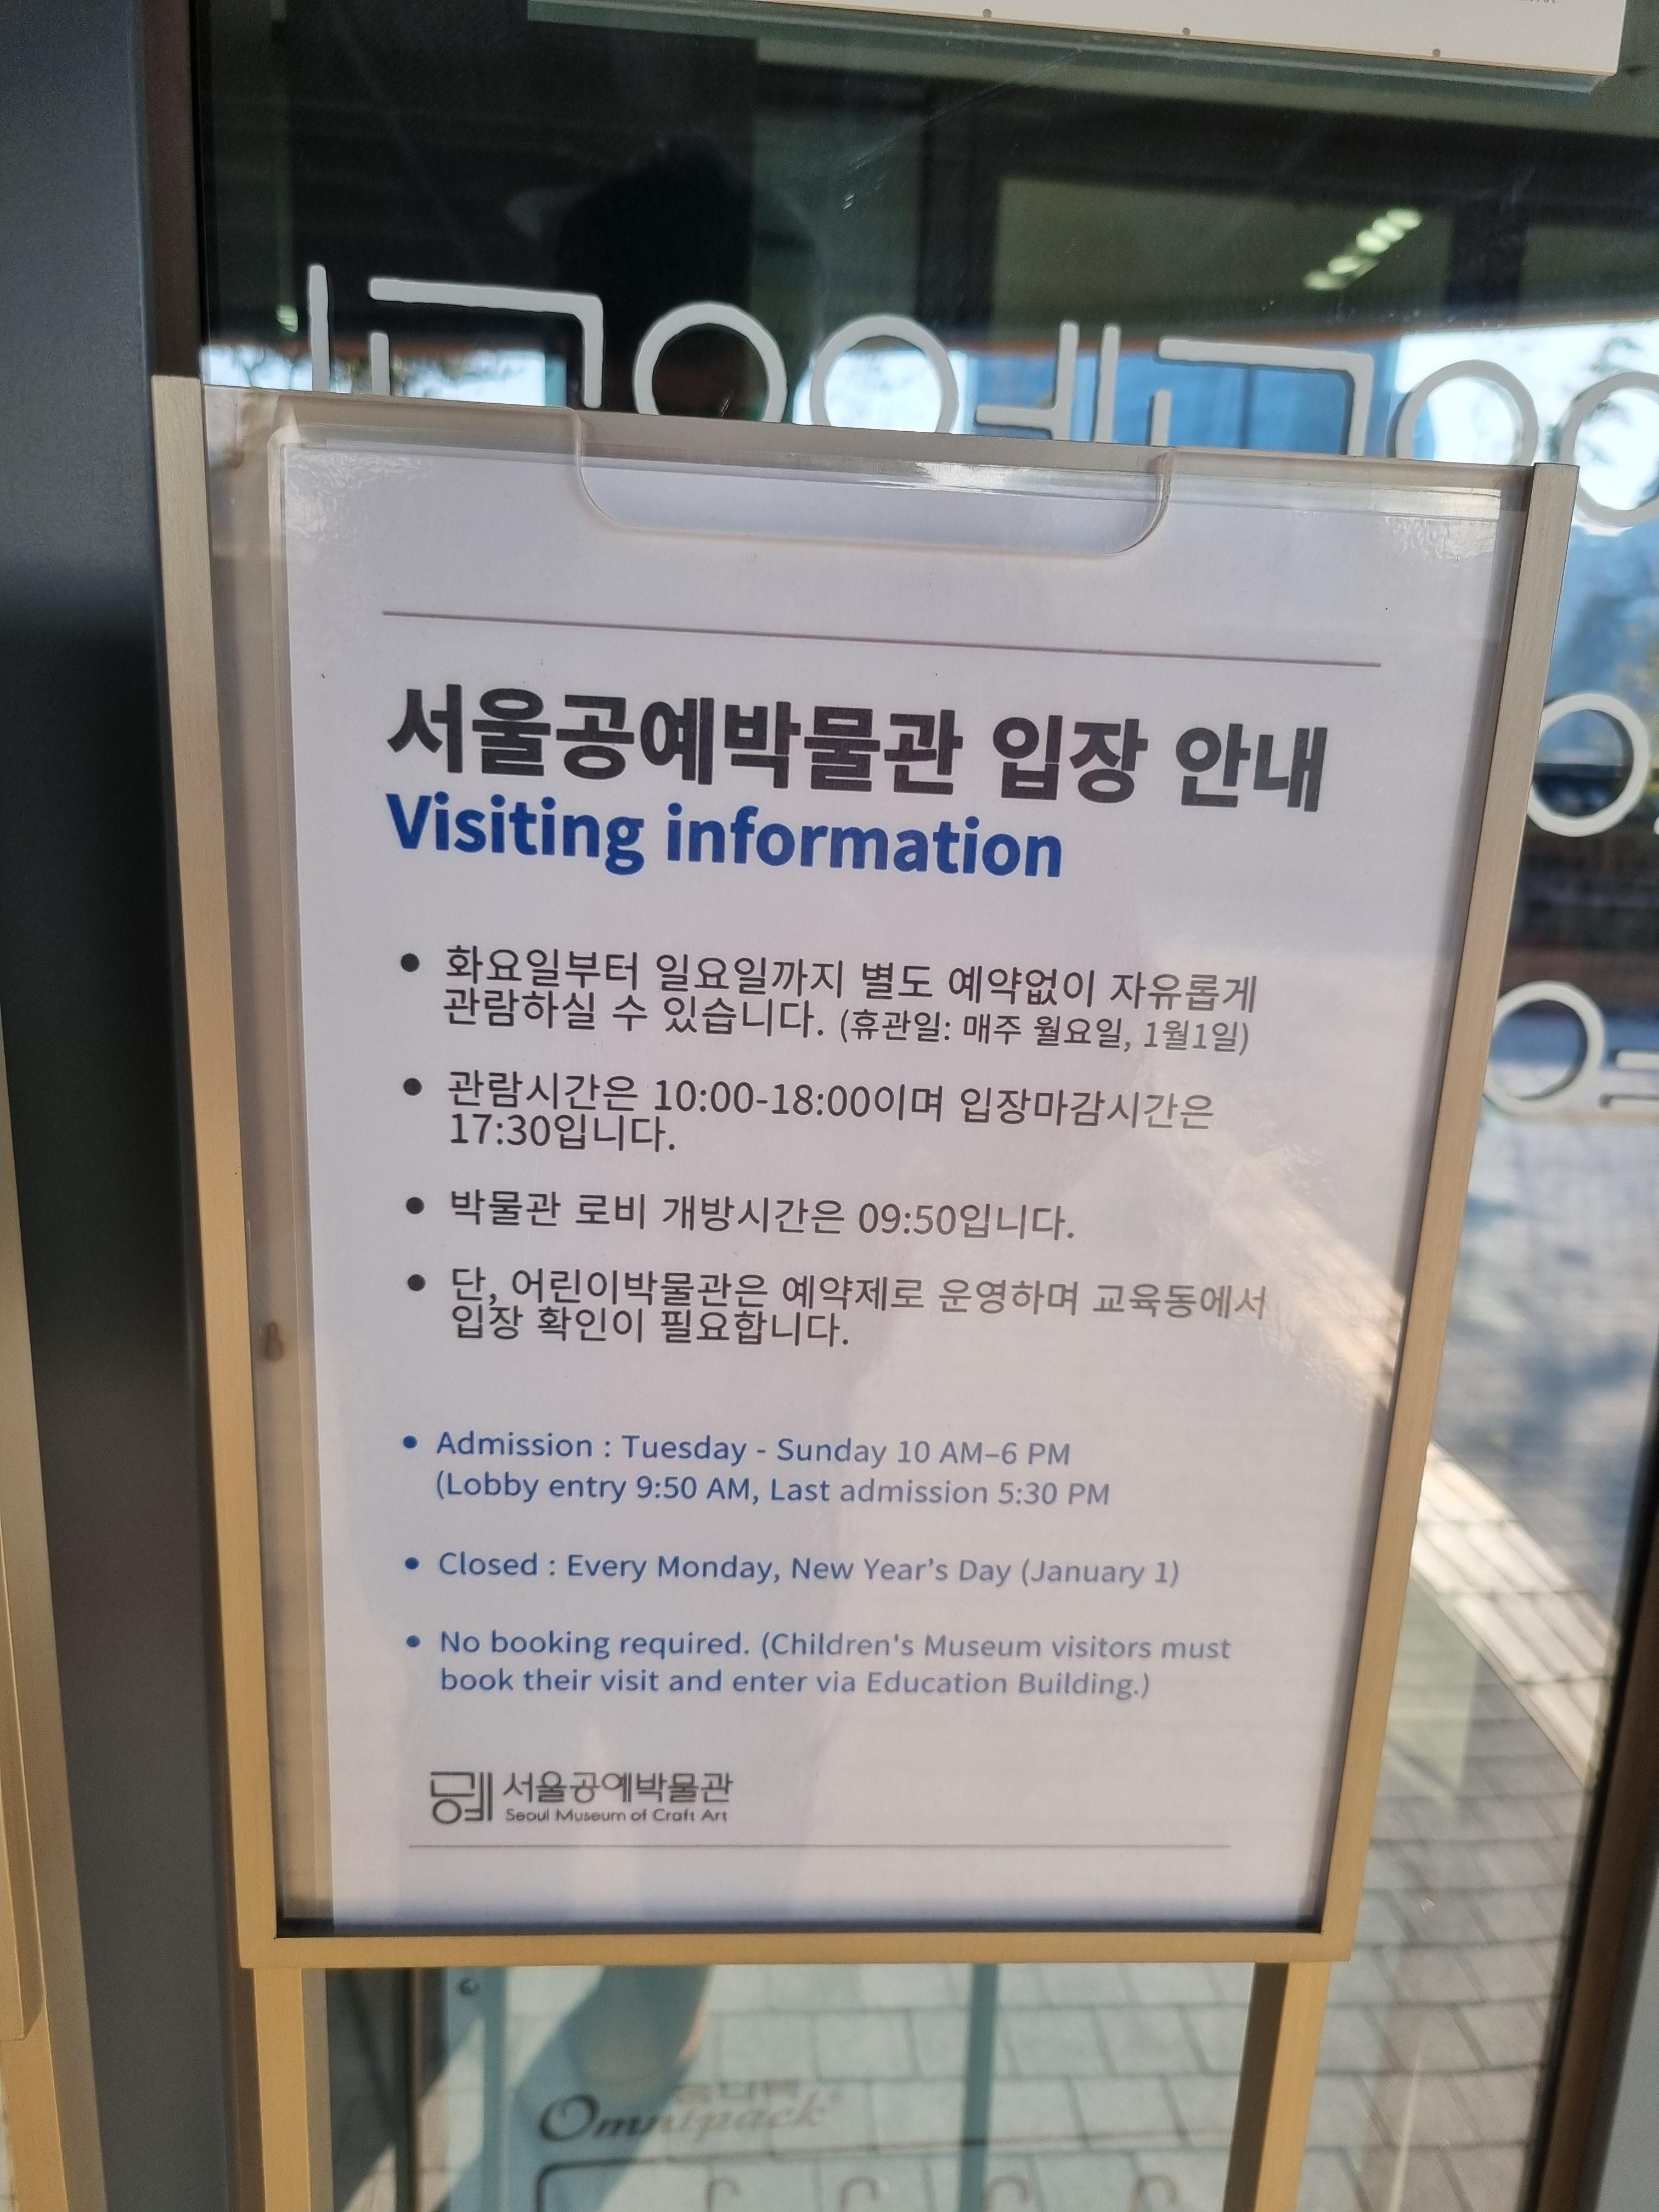 서울공예박물관 입장 안내
Visiting information
• 화요일부터 일요일까지 별도 예약없이 자유롭게
관람하실 수 있습니다. (휴관일: 매주 월요일, 1월1일)
• 관람시간은 10:00-18:00이며 입장마감시간은
17:30입니다.
• 박물관 로비 개방시간은 09:50입니다.
• 단, 어린이박물관은 예약제로 운영하며 교육동에서
입장 확인이 필요합니다.
• Admission : Tuesday - Sunday 10 AM–6 PM
(Lobby entry 9:50 AM, Last admission 5:30 PM
• Closed : Every Monday, New Year's Day (January 1)
• No booking required. (Children's Museum visitors must
book their visit and enter via Education Building.)
서울공예박물관
Seoul Museum of Craft Art
Omnipack